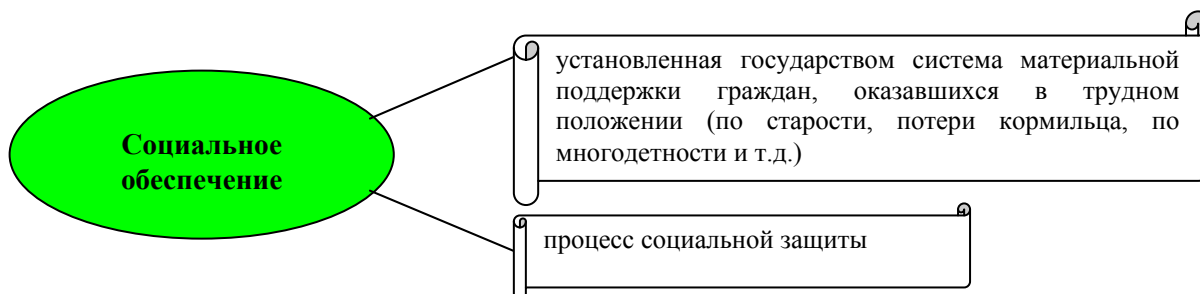 Социальное
обеспечение
установленная государством система материальной
поддержки граждан, оказавшихся в трудном
положении (по старости, потери кормильца, по
многодетности и т.д.)
процесс социальной защиты